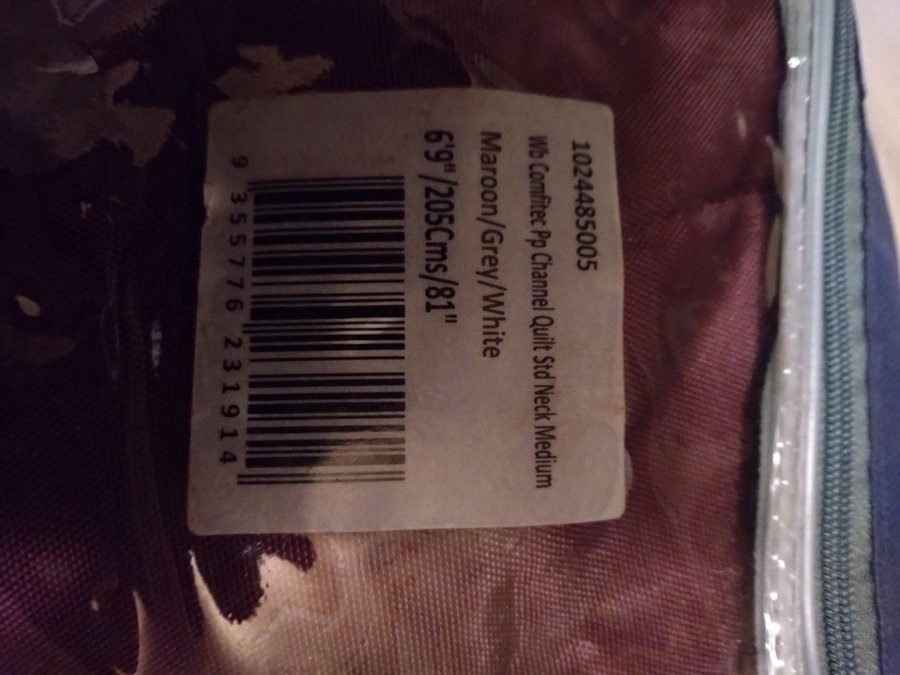 1024485005
Wb Comfitec Pp Channel Quilt Std Neck Medium
Maroon/Grey/White
6'9"/205Cms/81"
9 355776 231914